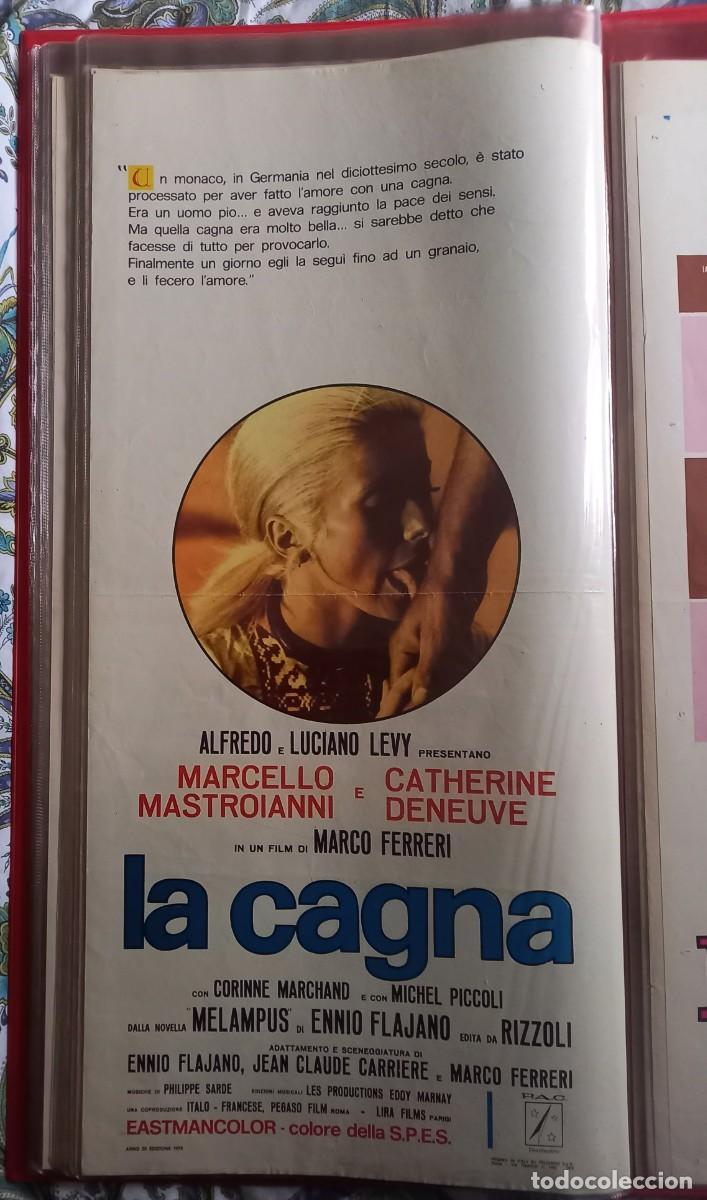 "Un monaco, in Germania nel diciottesimo secolo, è stato
processato per aver fatto l'amore con una cagna.
Era un uomo pio... e aveva raggiunto la pace dei sensi.
Ma quella cagna era molto bella... si sarebbe detto che
facesse di tutto per provocarlo.
Finalmente un giorno egli la seguì fino ad un granaio,
e lì fecero l'amore."
ALFREDO E LUCIANO LEVY PRESENTANO
MARCELLO MASTROIANNI E CATHERINE DENEUVE
IN UN FILM DI MARCO FERRERI
la cagna
CON CORINNE MARCHAND E CON MICHEL PICCOLI
DALLA NOVELLA "MELAMPUS" DI ENNIO FLAJANO EDITA DA RIZZOLI
ADATTAMENTO E SCENEGGIATURA DI
ENNIO FLAJANO, JEAN CLAUDE CARRIERE E MARCO FERRERI
MUSICHE DI PHILIPPE SARDE EDIZIONI MUSICALI LES PRODUCTIONS EDDY MARNAY
UNA COPRODUZIONE ITALO - FRANCESE, PEGASO FILM ROMA - LIRA FILMS PARIGI
EASTMANCOLOR - colore della S.P.E.S.
P.A.C.
ANNO DI EDIZIONE
todocoleccion